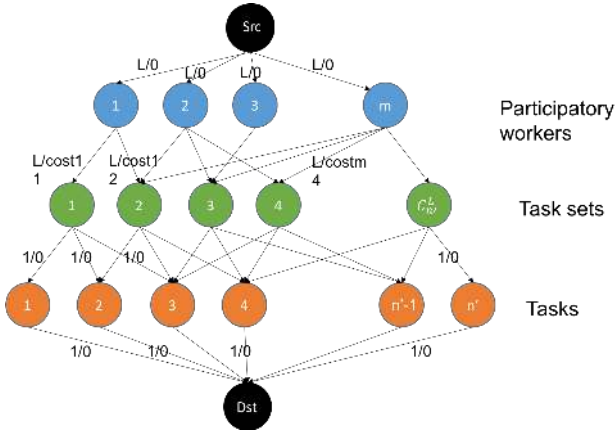 Src
L/0
L/0
L/0
L/0
1
2
3
m
Participatory
workers
L/cost1
1
L/cost1
2
L/costm
4
1
2
3
4
C_{n'}^{L}
Task sets
1/0
1/0
1/0
1/0
1
2
3
4
n'-1
n'
Tasks
1/0
1/0
1/0
1/0
Dst